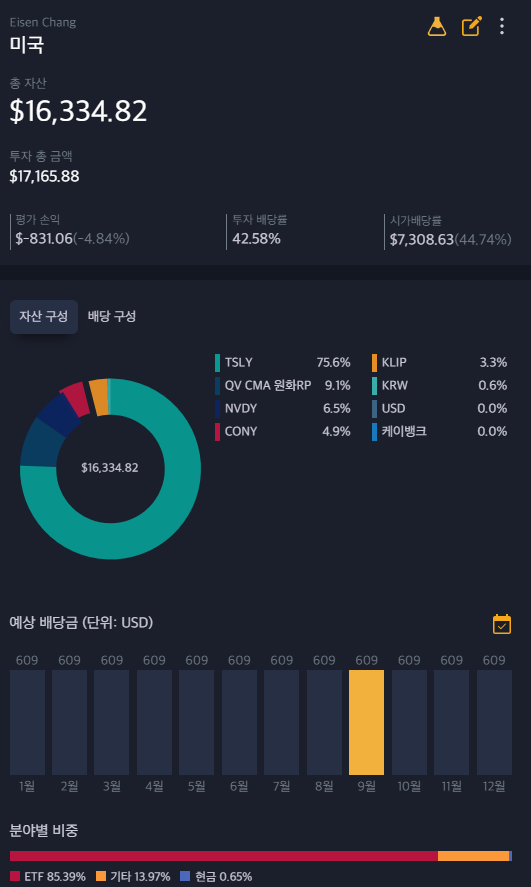 Eisen Chang
미국
총 자산
$16,334.82
투자 총 금액
$17,165.88
평가 손익 투자 배당률 시가배당률
$-831.06(-4.84%) 42.58% $7,308.63(44.74%)
자산 구성 배당 구성
TSLY 75.6% KLIP 3.3%
QV CMA 원화RP 9.1% KRW 0.6%
NVDY 6.5% USD 0.0%
CONY 4.9% 케이뱅크 0.0%
$16,334.82
예상 배당금 (단위: USD)
609 609 609 609 609 609 609 609 609 609 609 609
1월 2월 3월 4월 5월 6월 7월 8월 9월 10월 11월 12월
분야별 비중
ETF 85.39% 기타 13.97% 현금 0.65%